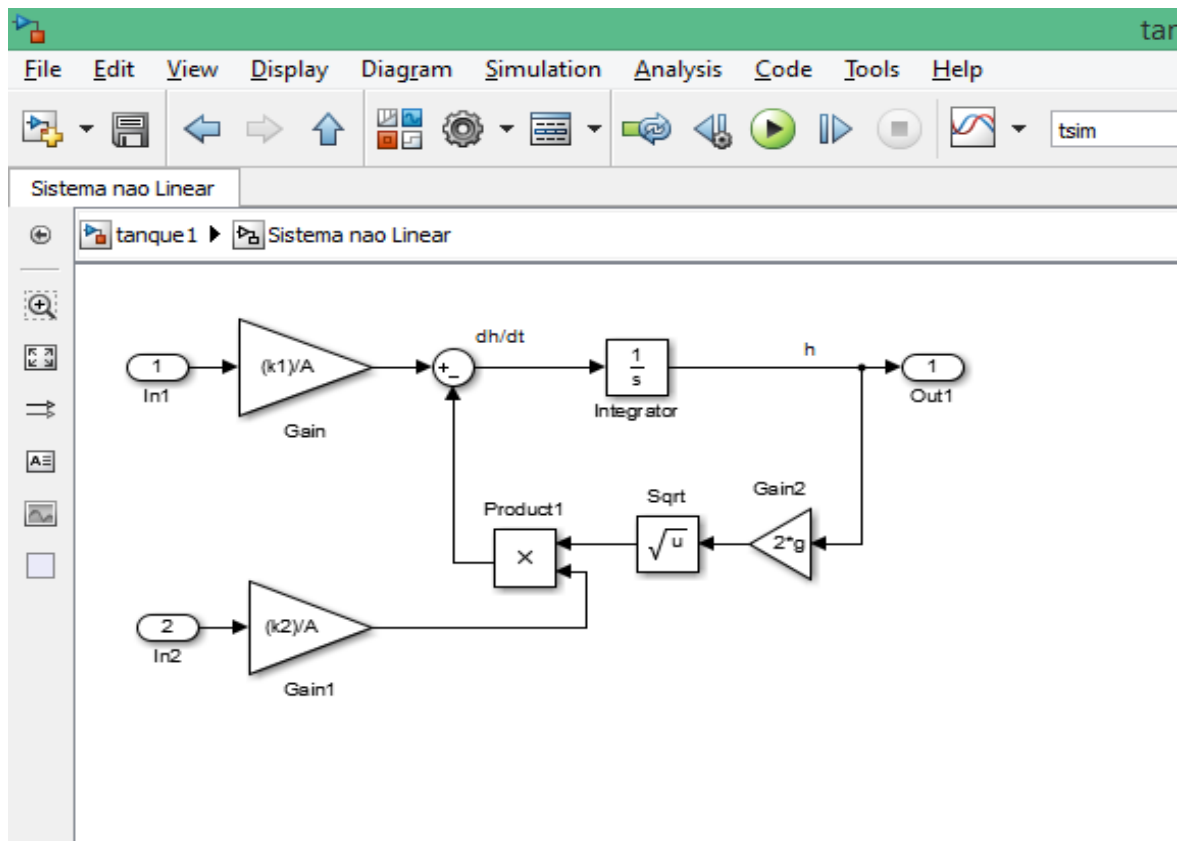 tan
File Edit View Display Diagram Simulation Analysis Code Tools Help
tsim
Sistema nao Linear
tanque1 Sistema nao Linear
dh/dt
h
1
(k1)/A
+
-
1
s
1
In1
Gain
Integrator
Out1
Product1
Sqrt
Gain2
×
√u
2*g
2
(k2)/A
In2
Gain1